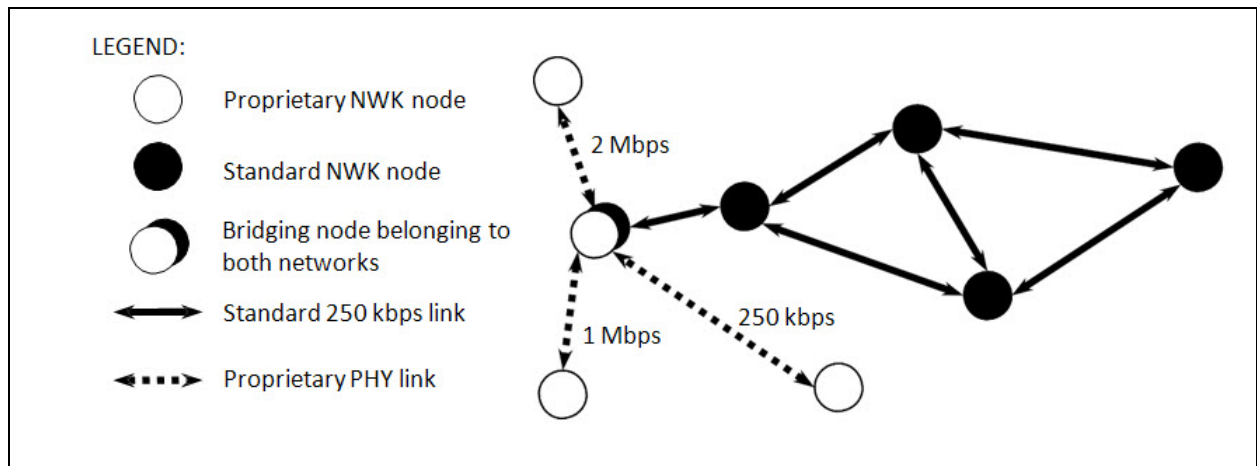 LEGEND:
Proprietary NWK node
Standard NWK node
Bridging node belonging to
both networks
Standard 250 kbps link
Proprietary PHY link
2 Mbps
1 Mbps
250 kbps